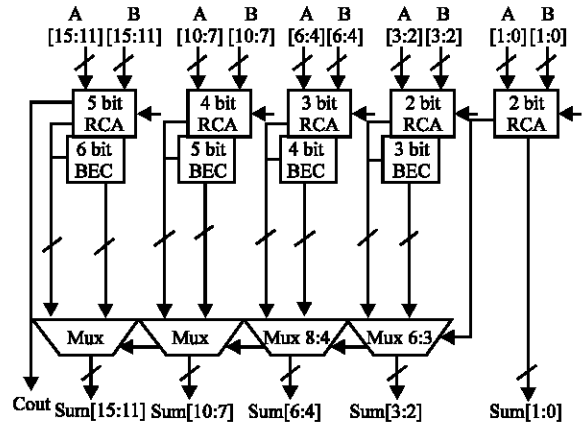 A B A B A B A B A B
[15:11] [15:11] [10:7] [10:7] [6:4] [6:4] [3:2] [3:2] [1:0] [1:0]
5 bit RCA
4 bit RCA
3 bit RCA
2 bit RCA
2 bit RCA
6 bit BEC
5 bit BEC
4 bit BEC
3 bit BEC
Mux Mux Mux 8:4 Mux 6:3
Cout Sum[15:11] Sum[10:7] Sum[6:4] Sum[3:2] Sum[1:0]